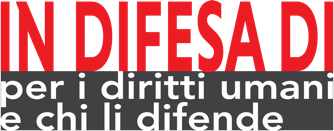 IN DIFESA DI
per i diritti umani
e chi li difende